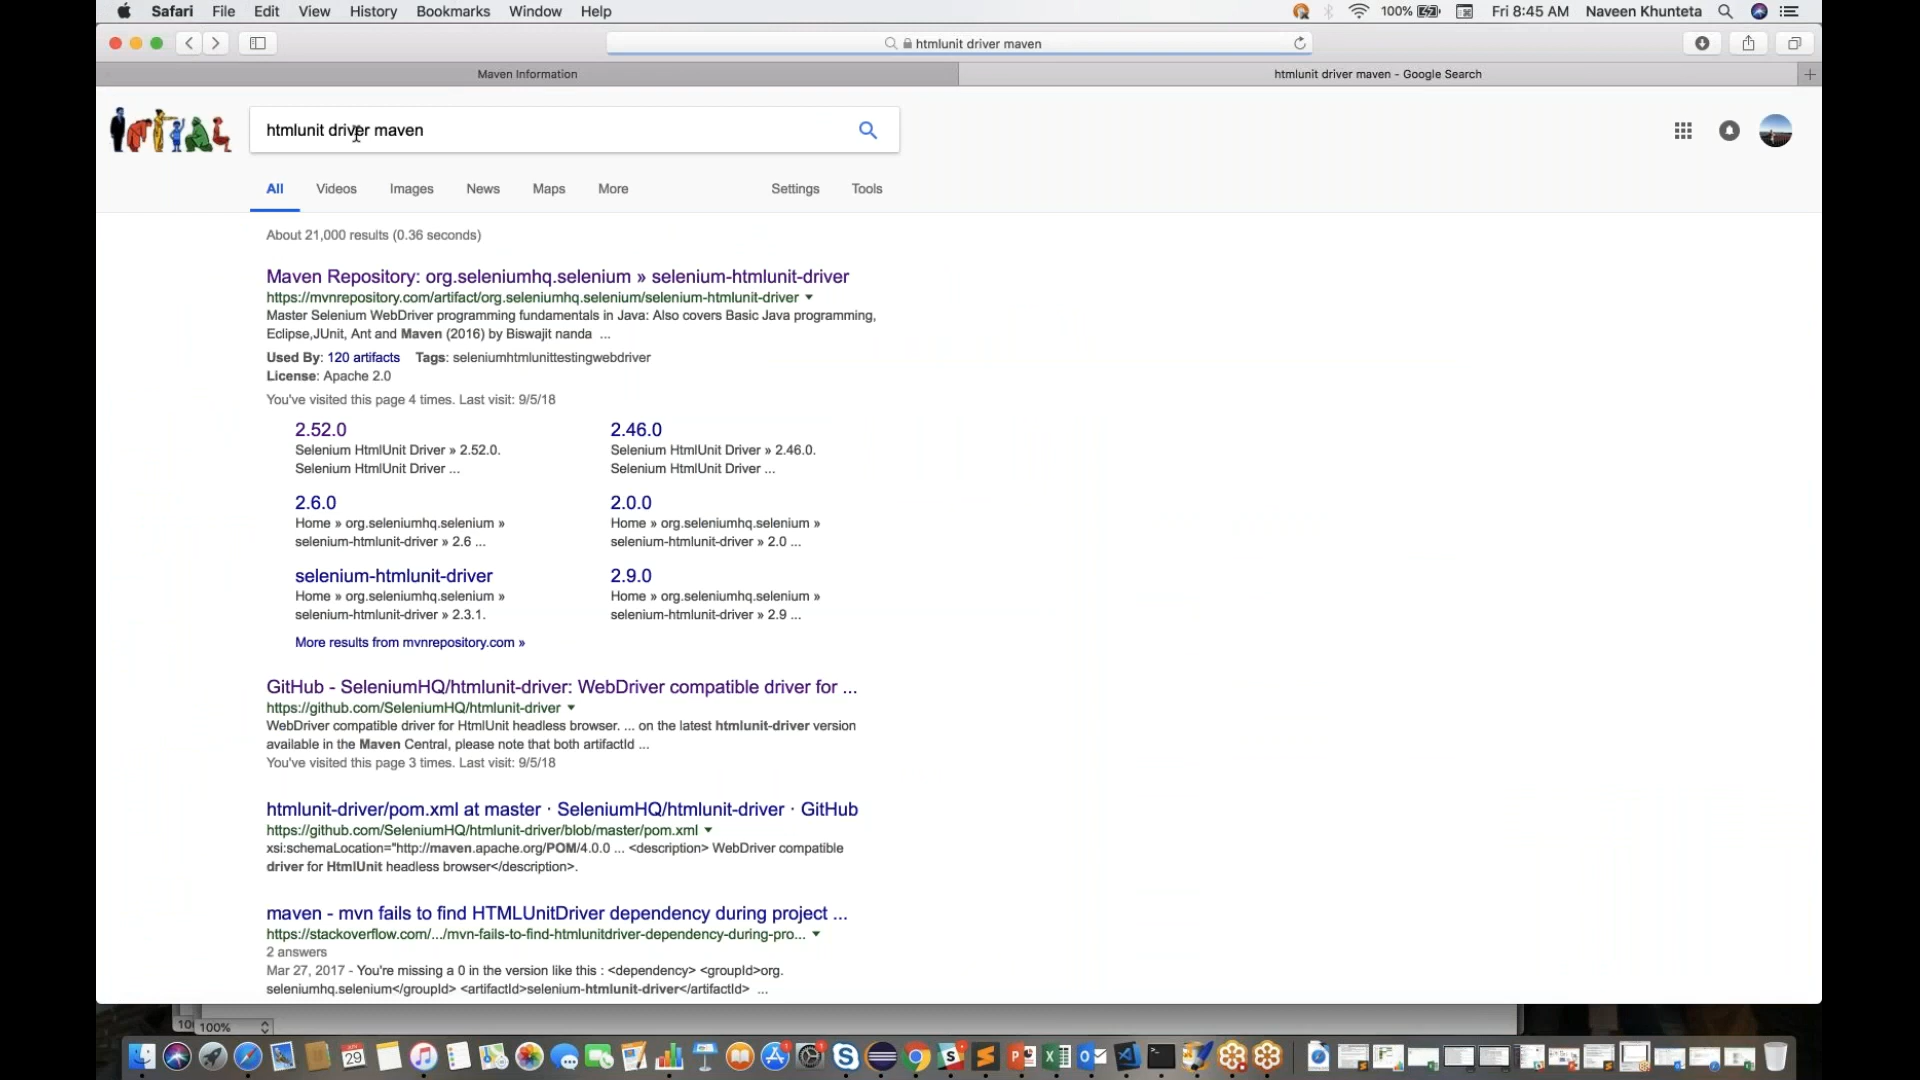 Safari File Edit View History Bookmarks Window Help 100% Fri 8:45 AM Naveen Khunteta
htmlunit driver maven
Maven Information
htmlunit driver maven - Google Search
htmlunit driver maven
All Videos Images News Maps More Settings Tools
About 21,000 results (0.36 seconds)
Maven Repository: org.seleniumhq.selenium » selenium-htmlunit-driver
https://mvnrepository.com/artifact/org.seleniumhq.selenium/selenium-htmlunit-driver
Master Selenium WebDriver programming fundamentals in Java: Also covers Basic Java programming,
Eclipse,JUnit, Ant and Maven (2016) by Biswajit nanda ...
Used By: 120 artifacts Tags: seleniumhtmlunittestingwebdriver
License: Apache 2.0
You've visited this page 4 times. Last visit: 9/5/18
2.52.0
Selenium HtmlUnit Driver » 2.52.0.
Selenium HtmlUnit Driver ...
2.46.0
Selenium HtmlUnit Driver » 2.46.0.
Selenium HtmlUnit Driver ...
2.6.0
Home » org.seleniumhq.selenium »
selenium-htmlunit-driver » 2.6 ...
2.0.0
Home » org.seleniumhq.selenium »
selenium-htmlunit-driver » 2.0 ...
selenium-htmlunit-driver
Home » org.seleniumhq.selenium »
selenium-htmlunit-driver » 2.3.1.
2.9.0
Home » org.seleniumhq.selenium »
selenium-htmlunit-driver » 2.9 ...
More results from mvnrepository.com »
GitHub - SeleniumHQ/htmlunit-driver: WebDriver compatible driver for ...
https://github.com/SeleniumHQ/htmlunit-driver
WebDriver compatible driver for HtmlUnit headless browser. ... on the latest htmlunit-driver version
available in the Maven Central, please note that both artifactId ...
You've visited this page 3 times. Last visit: 9/5/18
htmlunit-driver/pom.xml at master · SeleniumHQ/htmlunit-driver · GitHub
https://github.com/SeleniumHQ/htmlunit-driver/blob/master/pom.xml
xsi:schemaLocation="http://maven.apache.org/POM/4.0.0 ... <description> WebDriver compatible
driver for HtmlUnit headless browser</description>.
maven - mvn fails to find HTMLUnitDriver dependency during project ...
https://stackoverflow.com/.../mvn-fails-to-find-htmlunitdriver-dependency-during-pro...
2 answers
Mar 27, 2017 - You're missing a 0 in the version like this : <dependency> <groupId>org.
seleniumhq.selenium</groupId> <artifactId>selenium-htmlunit-driver</artifactId> ...
100%
29